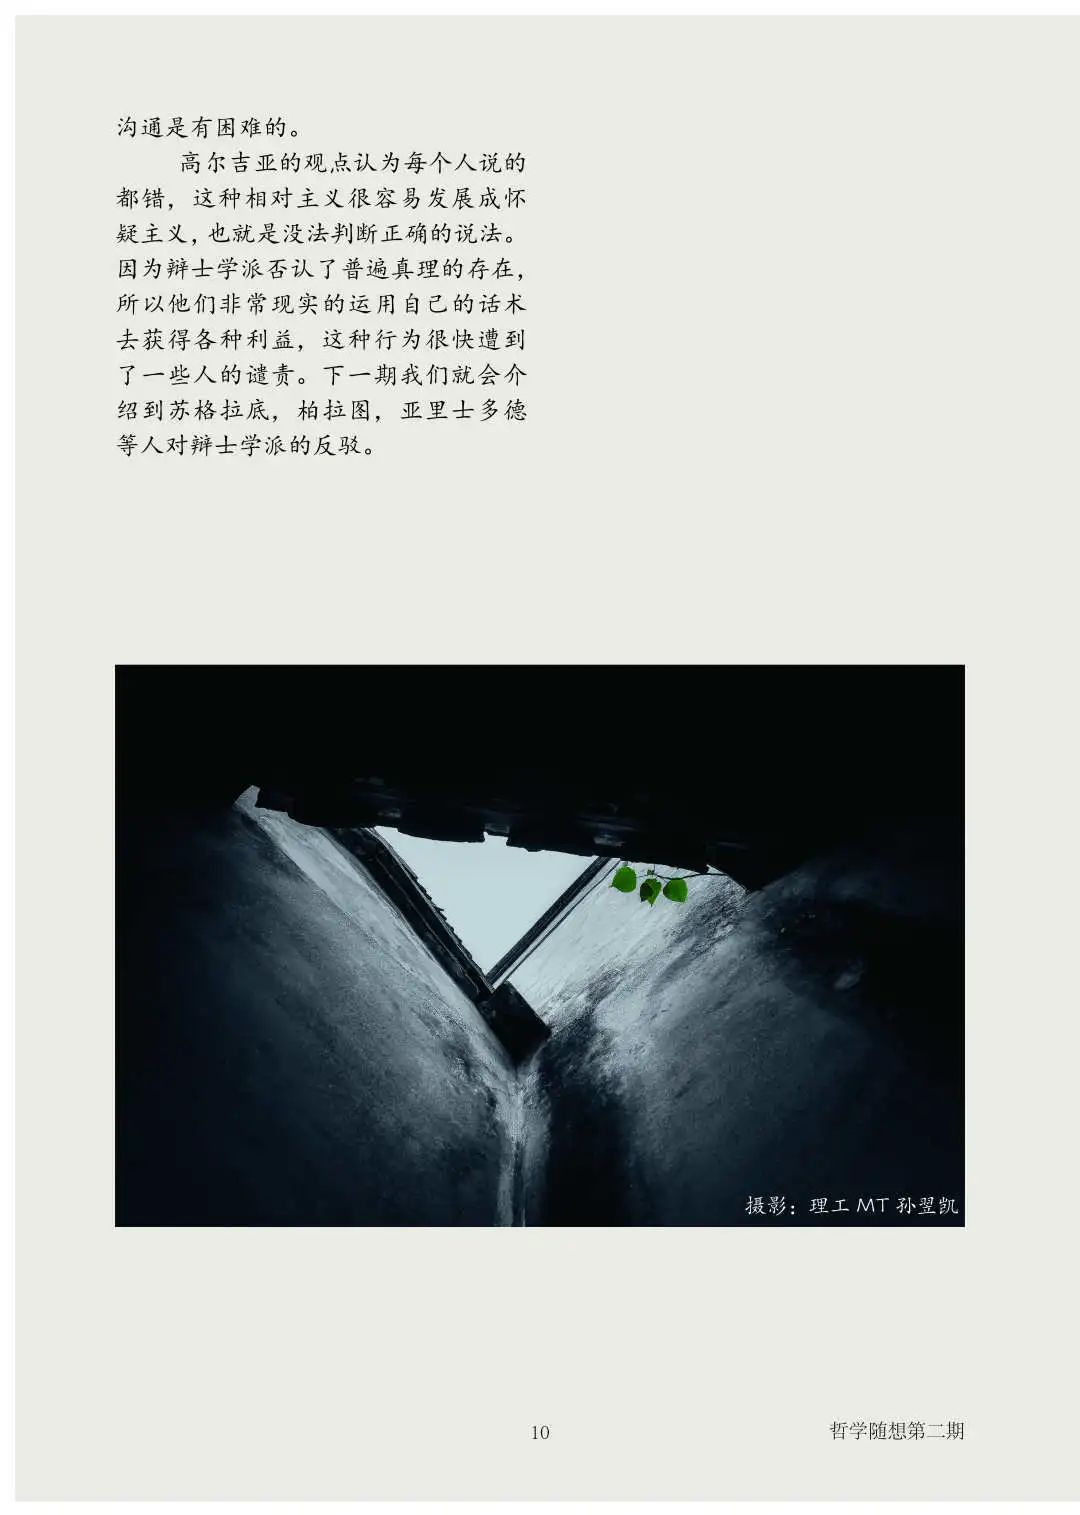 沟通是有困难的。
高尔吉亚的观点认为每个人说的
都错，这种相对主义很容易发展成怀
疑主义，也就是没法判断正确的说法。
因为辩士学派否认了普遍真理的存在，
所以他们非常现实的运用自己的话术
去获得各种利益，这种行为很快遭到
了一些人的谴责。下一期我们就会介
绍到苏格拉底，柏拉图，亚里士多德
等人对辩士学派的反驳。
摄影：理工 MT 孙翌凯
10
哲学随想第二期